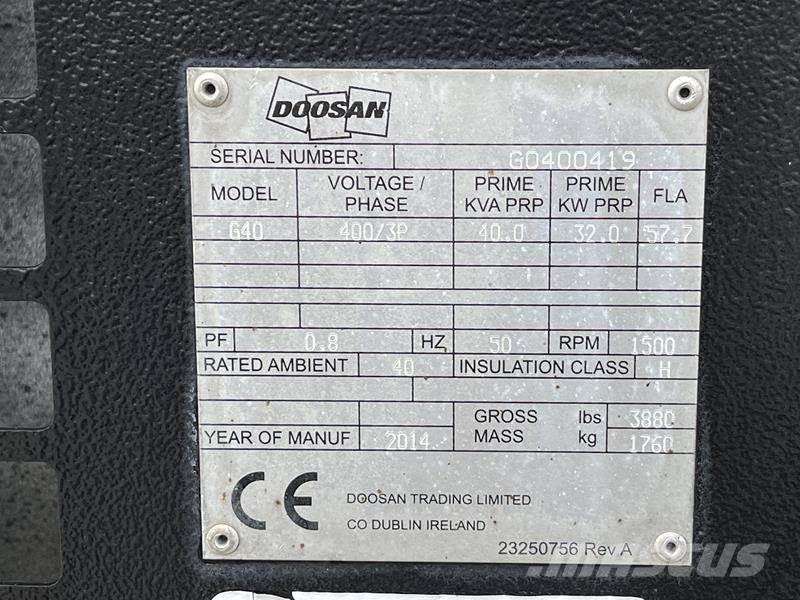 DOOSAN
SERIAL NUMBER: G0400419
MODEL VOLTAGE / PHASE PRIME KVA PRP PRIME KW PRP FLA
G40 400/3P 40.0 32.0 57.7
PF 0.8 HZ 50 RPM 1500
RATED AMBIENT 40 INSULATION CLASS H
GROSS MASS lbs 3880
YEAR OF MANUF 2014 kg 1760
CE DOOSAN TRADING LIMITED
CO DUBLIN IRELAND
23250756 Rev A
MASCUS